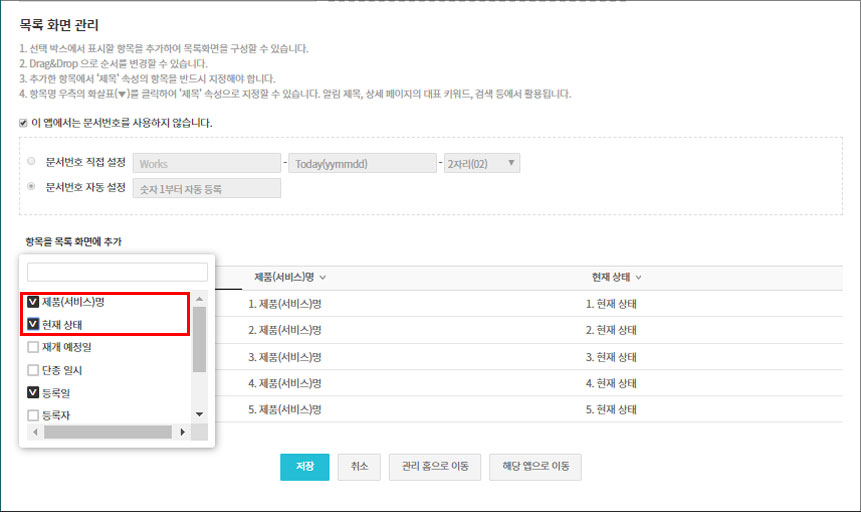 목록 화면 관리
1. 선택 박스에서 표시할 항목을 추가하여 목록화면을 구성할 수 있습니다.
2. Drag&Drop 으로 순서를 변경할 수 있습니다.
3. 추가한 항목에서 '제목' 속성의 항목을 반드시 지정해야 합니다.
4. 항목명 우측의 화살표(▼)를 클릭하여 '제목' 속성으로 지정할 수 있습니다. 알림 제목, 상세 페이지의 대표 키워드, 검색 등에서 활용됩니다.
이 앱에서는 문서번호를 사용하지 않습니다.
문서번호 직접 설정 Works - Today(yymmdd) - 2자리(02) ▼
문서번호 자동 설정 숫자 1부터 자동 등록
항목을 목록 화면에 추가
제품(서비스)명 현재 상태
제품(서비스)명
현재 상태
재개 예정일
단종 일시
등록일
등록자
1. 제품(서비스)명 1. 현재 상태
2. 제품(서비스)명 2. 현재 상태
3. 제품(서비스)명 3. 현재 상태
4. 제품(서비스)명 4. 현재 상태
5. 제품(서비스)명 5. 현재 상태
저장 취소 관리 홈으로 이동 해당 앱으로 이동